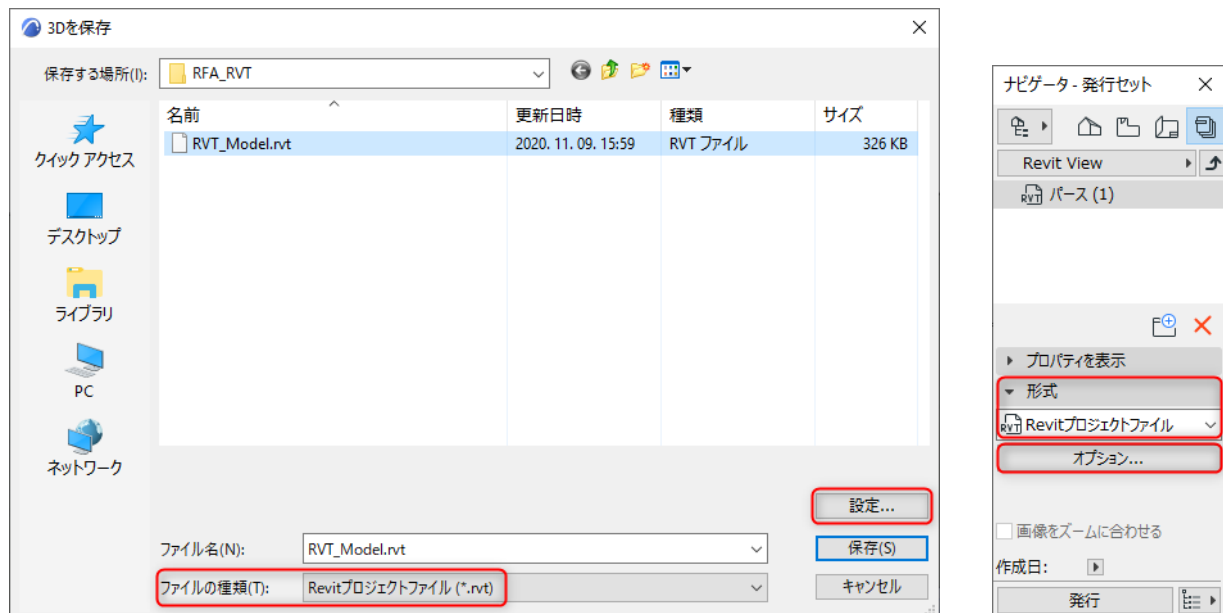 3Dを保存
保存する場所(I): RFA_RVT
名前 更新日時 種類 サイズ
RVT_Model.rvt 2020. 11. 09. 15:59 RVT ファイル 326 KB
クイック アクセス
デスクトップ
ライブラリ
PC
ネットワーク
設定...
ファイル名(N): RVT_Model.rvt 保存(S)
ファイルの種類(T): Revitプロジェクトファイル (*.rvt) キャンセル
ナビゲータ - 発行セット
Revit View
RVT パース (1)
プロパティを表示
形式
RVT Revitプロジェクトファイル
オプション...
画像をズームに合わせる
作成日:
発行